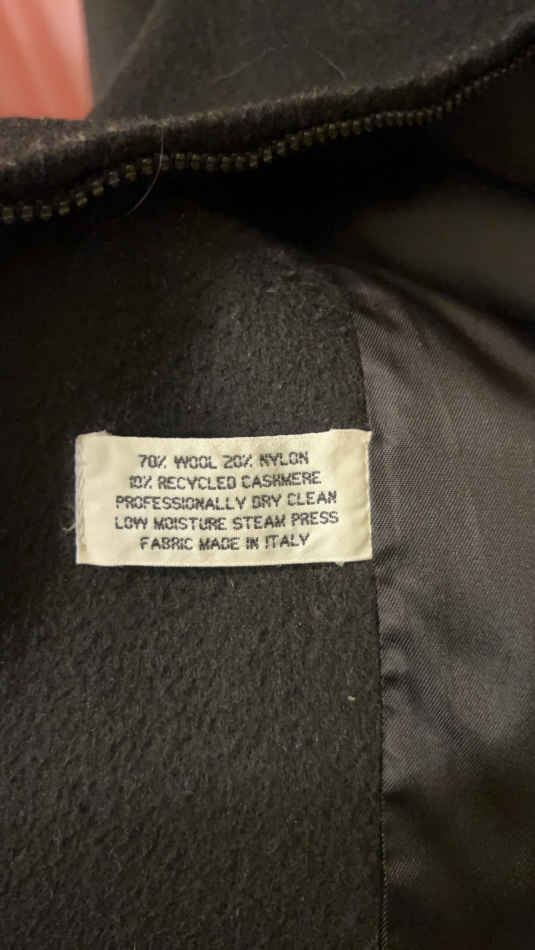 70% WOOL 20% NYLON
10% RECYCLED CASHMERE
PROFESSIONALLY DRY CLEAN
LOW MOISTURE STEAM PRESS
FABRIC MADE IN ITALY